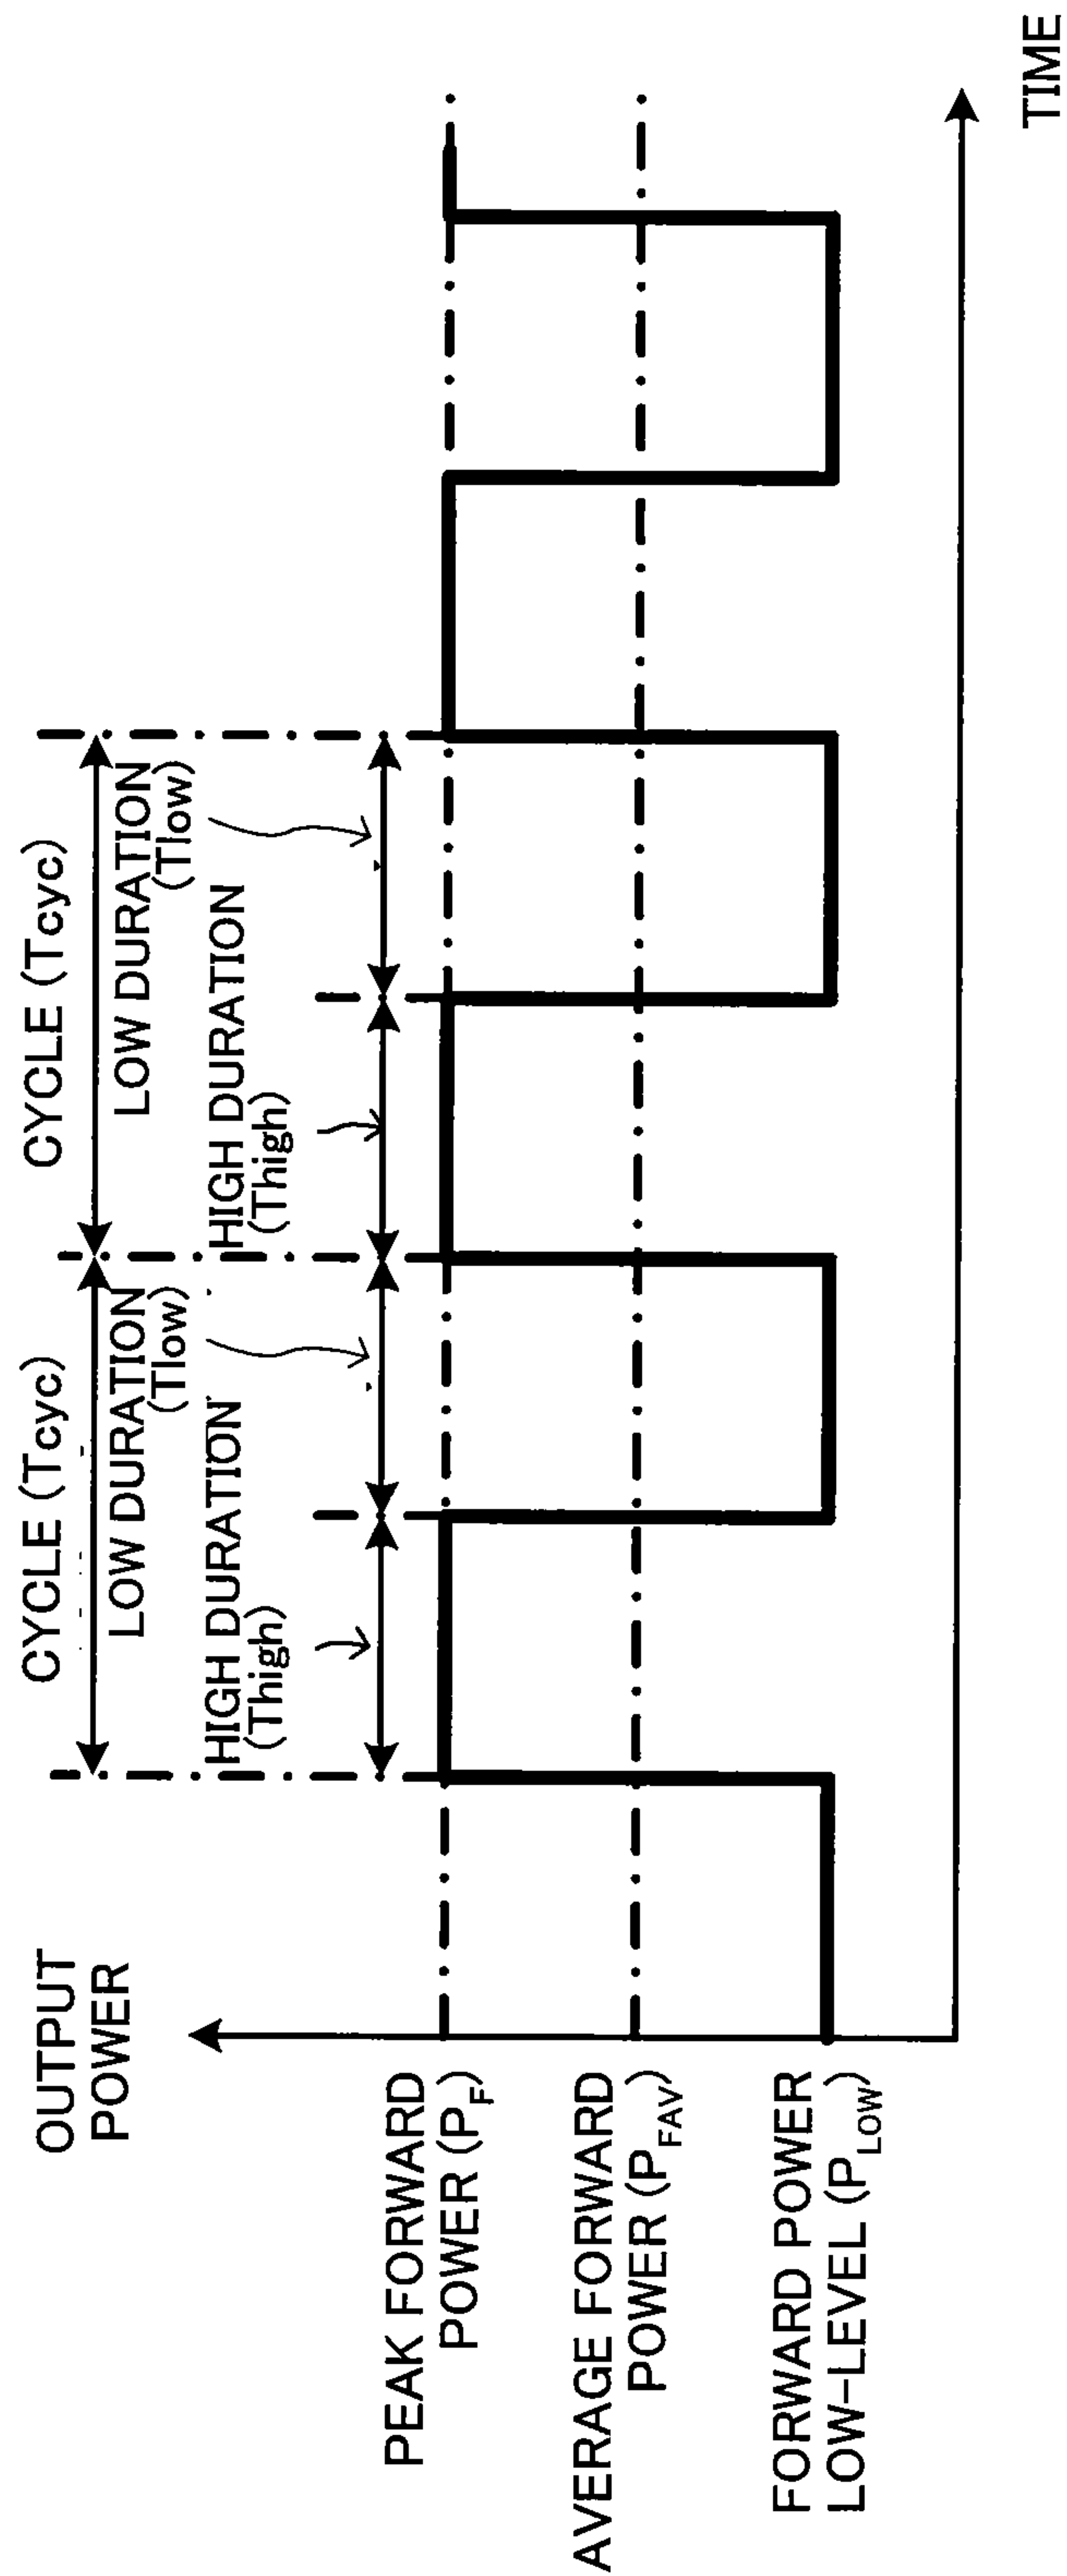 OUTPUT
POWER
CYCLE (Tcyc)
LOW DURATION
(Tlow)
HIGH DURATION
(Thigh)
CYCLE (Tcyc)
LOW DURATION
(Tlow)
HIGH DURATION
(Thigh)
PEAK FORWARD
POWER (PF)
AVERAGE FORWARD
POWER (PFAV)
FORWARD POWER
LOW-LEVEL (PLOW)
TIME